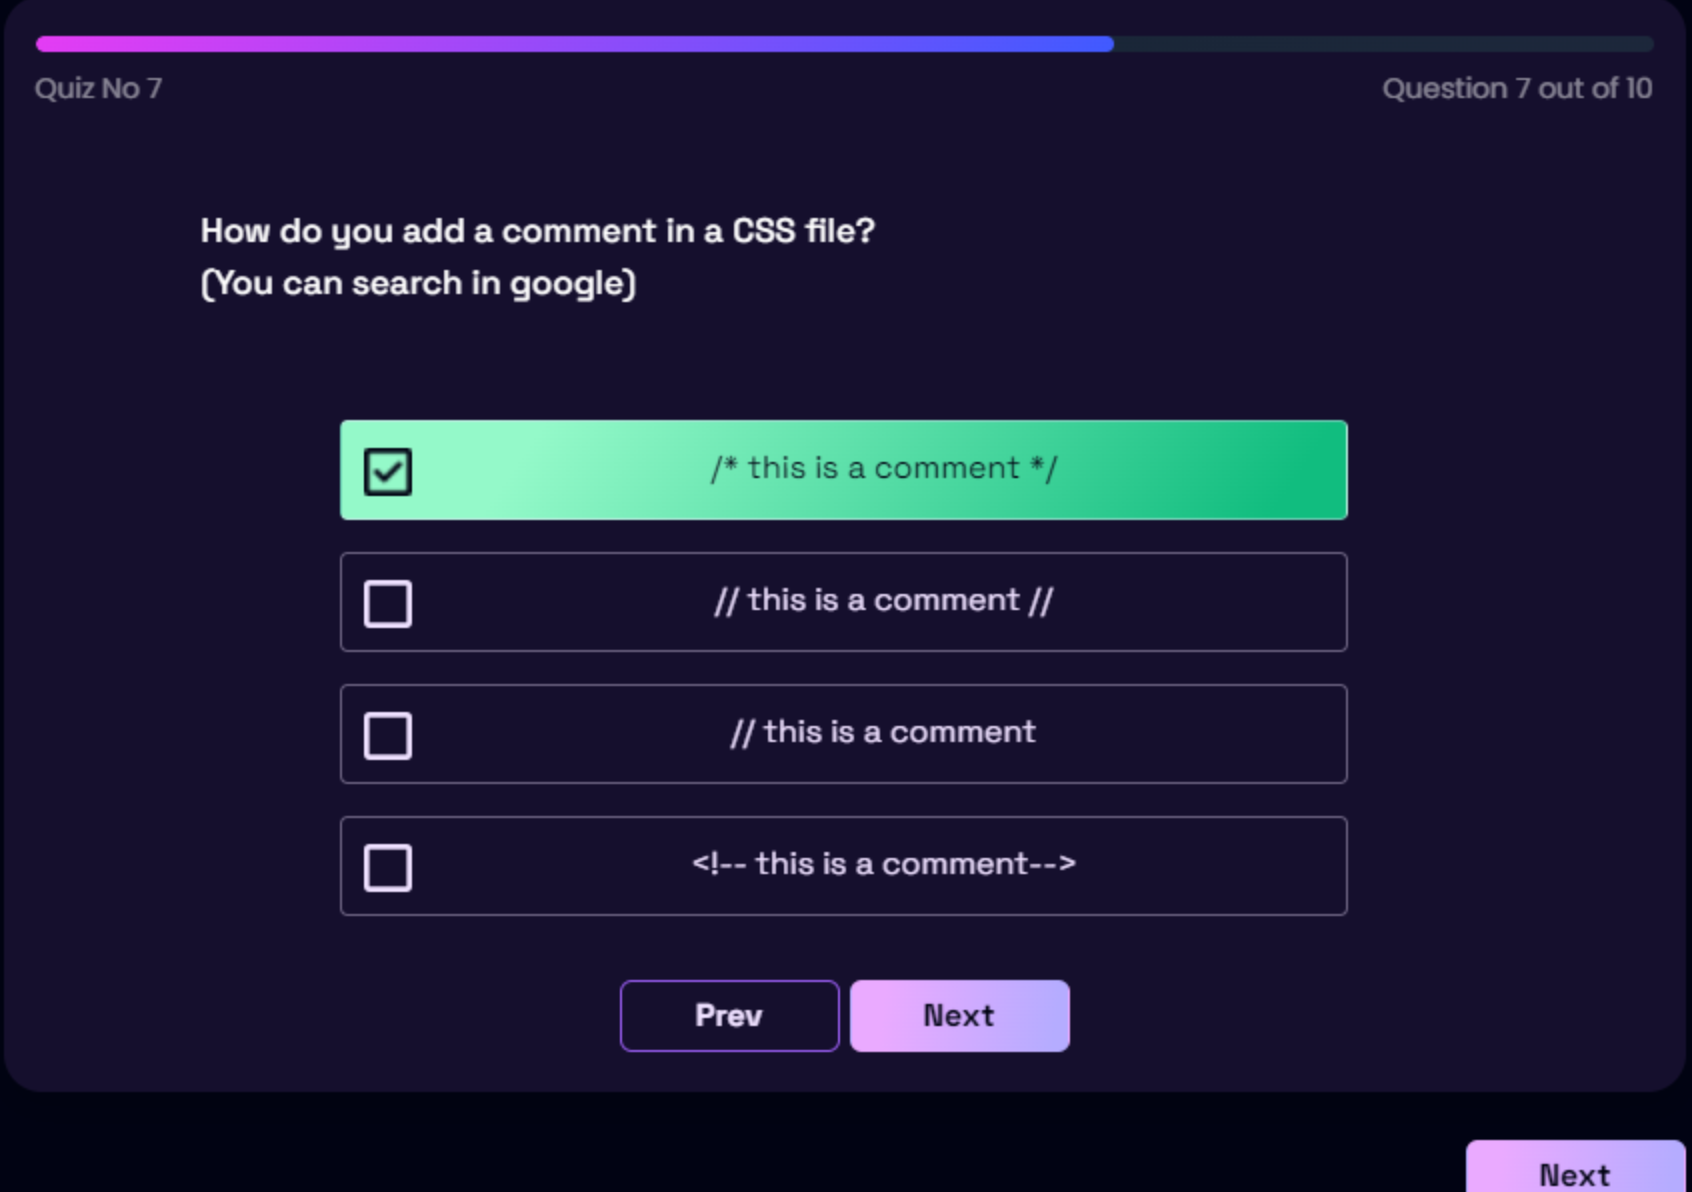 Quiz No 7
Question 7 out of 10
How do you add a comment in a CSS file?
(You can search in google)
/* this is a comment */
// this is a comment //
// this is a comment
<!-- this is a comment-->
Prev
Next
Next